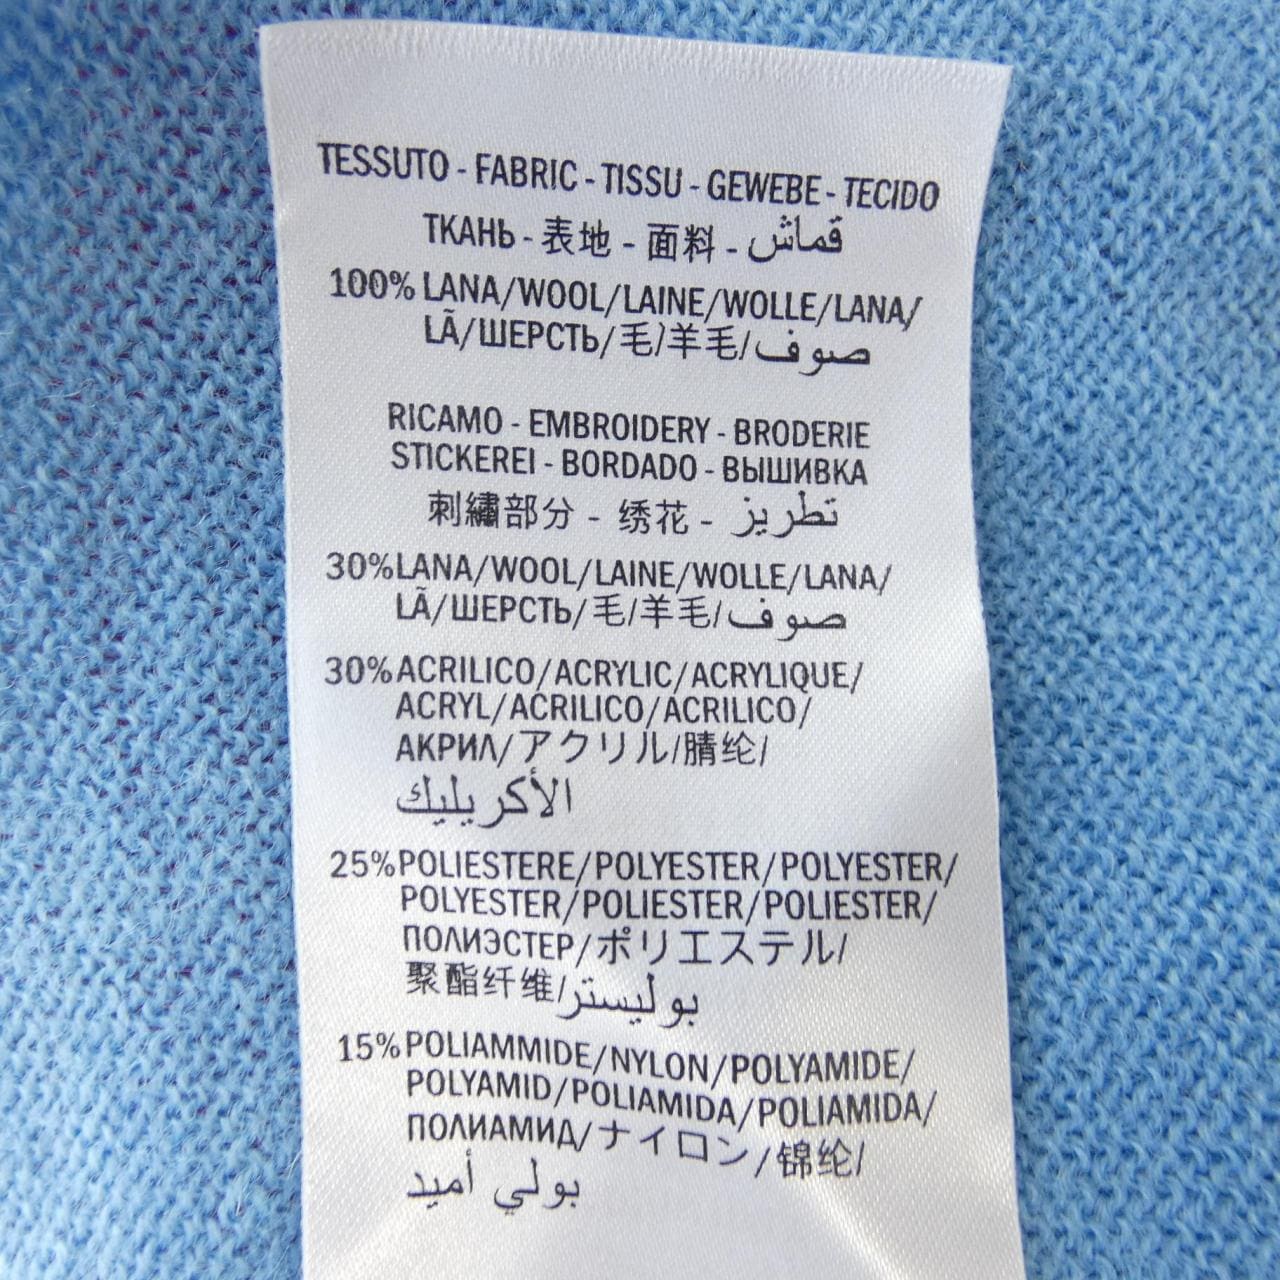 TESSUTO - FABRIC - TISSU - GEWEBE - TECIDO
ТКАНЬ - 表地 - 面料 - قماش
100% LANA/WOOL/LAINE/WOLLE/LANA/
LÃ/ШЕРСТЬ/毛/羊毛/صوف
RICAMO - EMBROIDERY - BRODERIE
STICKEREI - BORDADO - ВЫШИВКА
刺繍部分 - 绣花 - تطريز
30% LANA/WOOL/LAINE/WOLLE/LANA/
LÃ/ШЕРСТЬ/毛/羊毛/صوف
30% ACRILICO/ACRYLIC/ACRYLIQUE/
ACRYL/ACRILICO/ACRILICO/
АКРИЛ/アクリル/腈纶/
الأكريليك
25% POLIESTERE/POLYESTER/POLYESTER/
POLYESTER/POLIESTER/POLIESTER/
ПОЛИЭСТЕР/ポリエステル/
聚酯纤维/بوليستر
15% POLIAMMIDE/NYLON/POLYAMIDE/
POLYAMID/POLIAMIDA/POLIAMIDA/
ПОЛИАМИД/ナイロン/锦纶/
بولي أميد